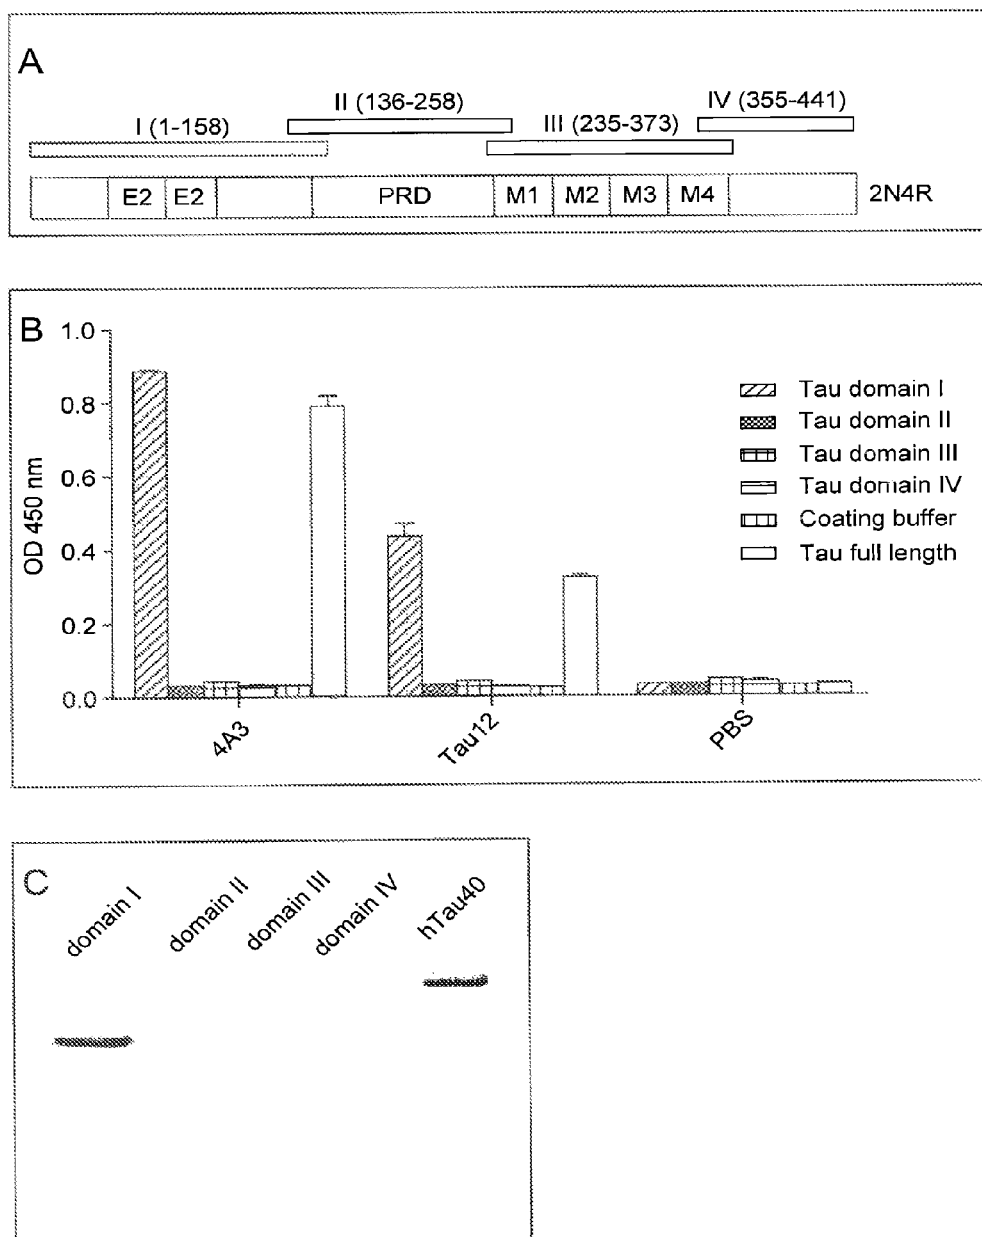 A
I (1-158)
II (136-258)
III (235-373)
IV (355-441)
E2 E2 PRD M1 M2 M3 M4 2N4R
B
OD 450 nm
1.0
0.8
0.6
0.4
0.2
0.0
4A3
Tau12
PBS
Tau domain I
Tau domain II
Tau domain III
Tau domain IV
Coating buffer
Tau full length
C
domain I
domain II
domain III
domain IV
hTau40